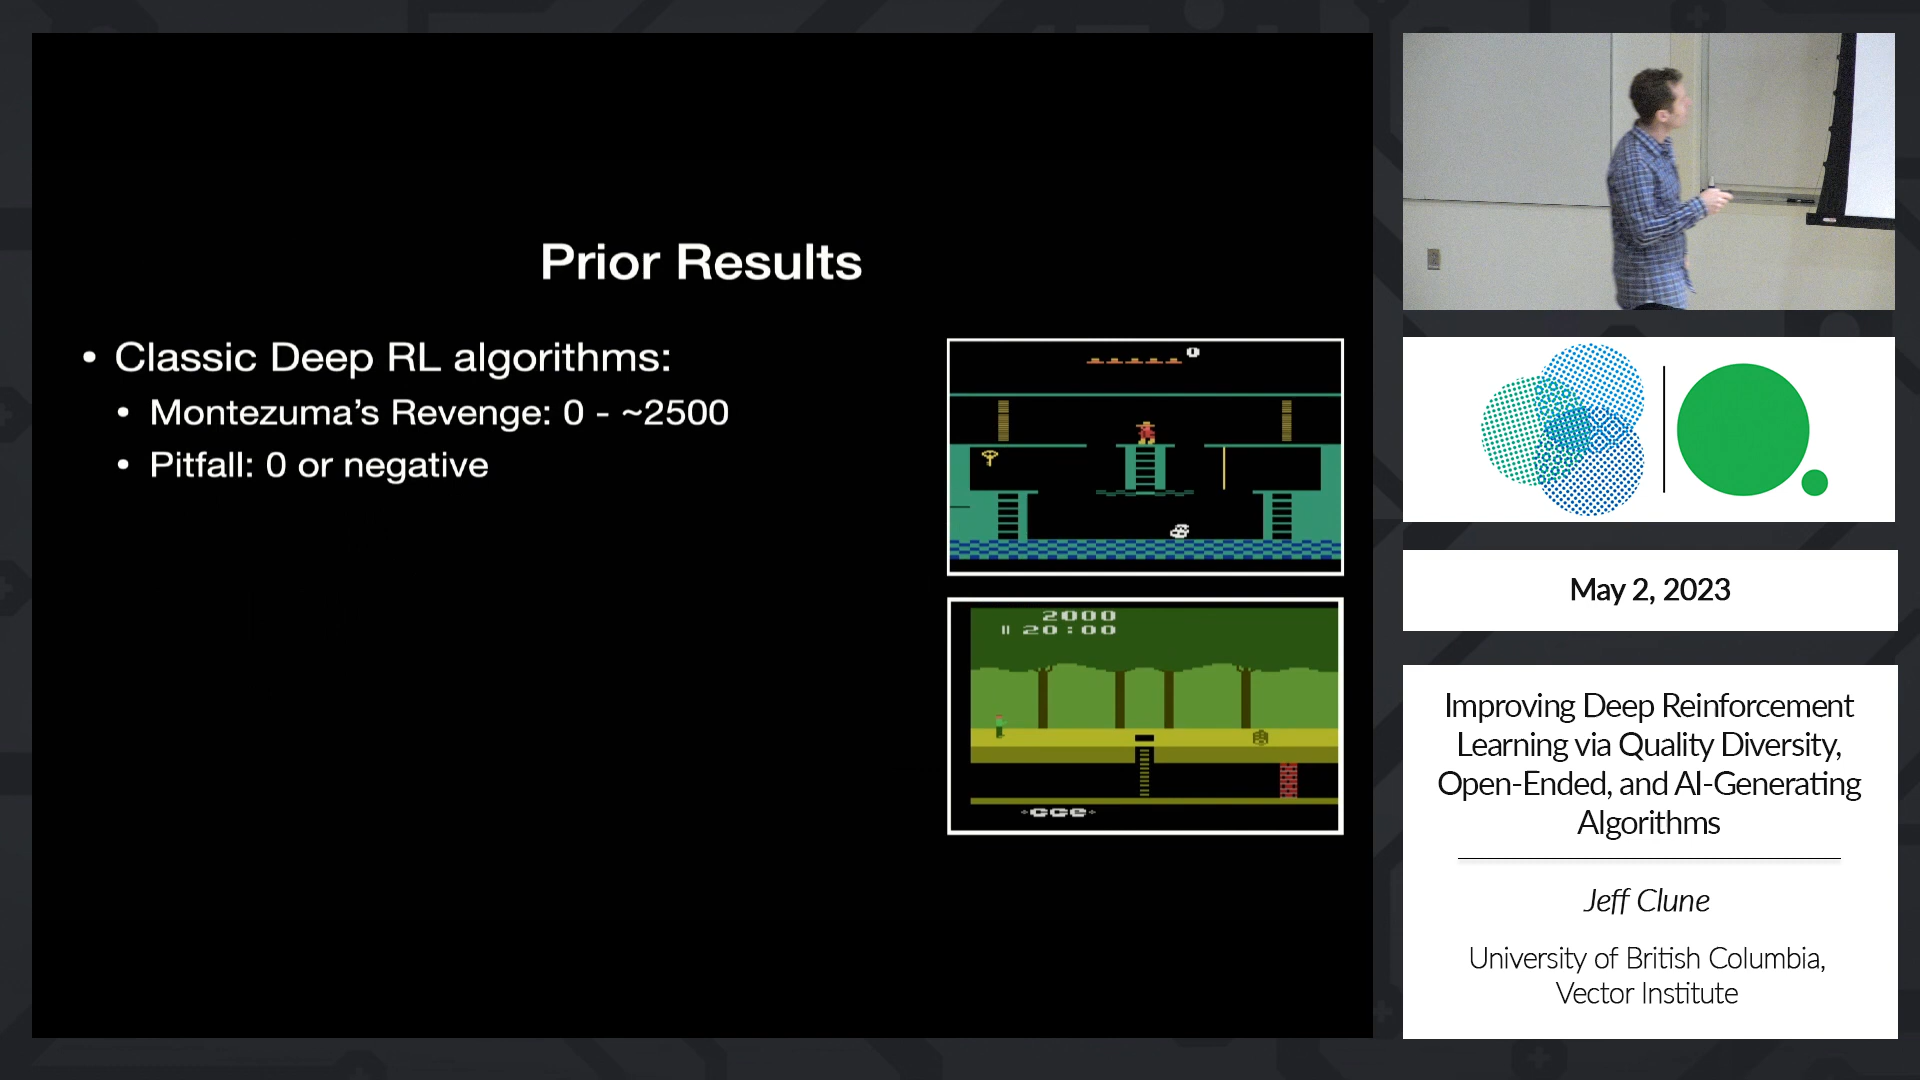 Prior Results
• Classic Deep RL algorithms:
• Montezuma's Revenge: 0 - ~2500
• Pitfall: 0 or negative
0
2000
20:00
May 2, 2023
Improving Deep Reinforcement
Learning via Quality Diversity,
Open-Ended, and AI-Generating
Algorithms
Jeff Clune
University of British Columbia,
Vector Institute